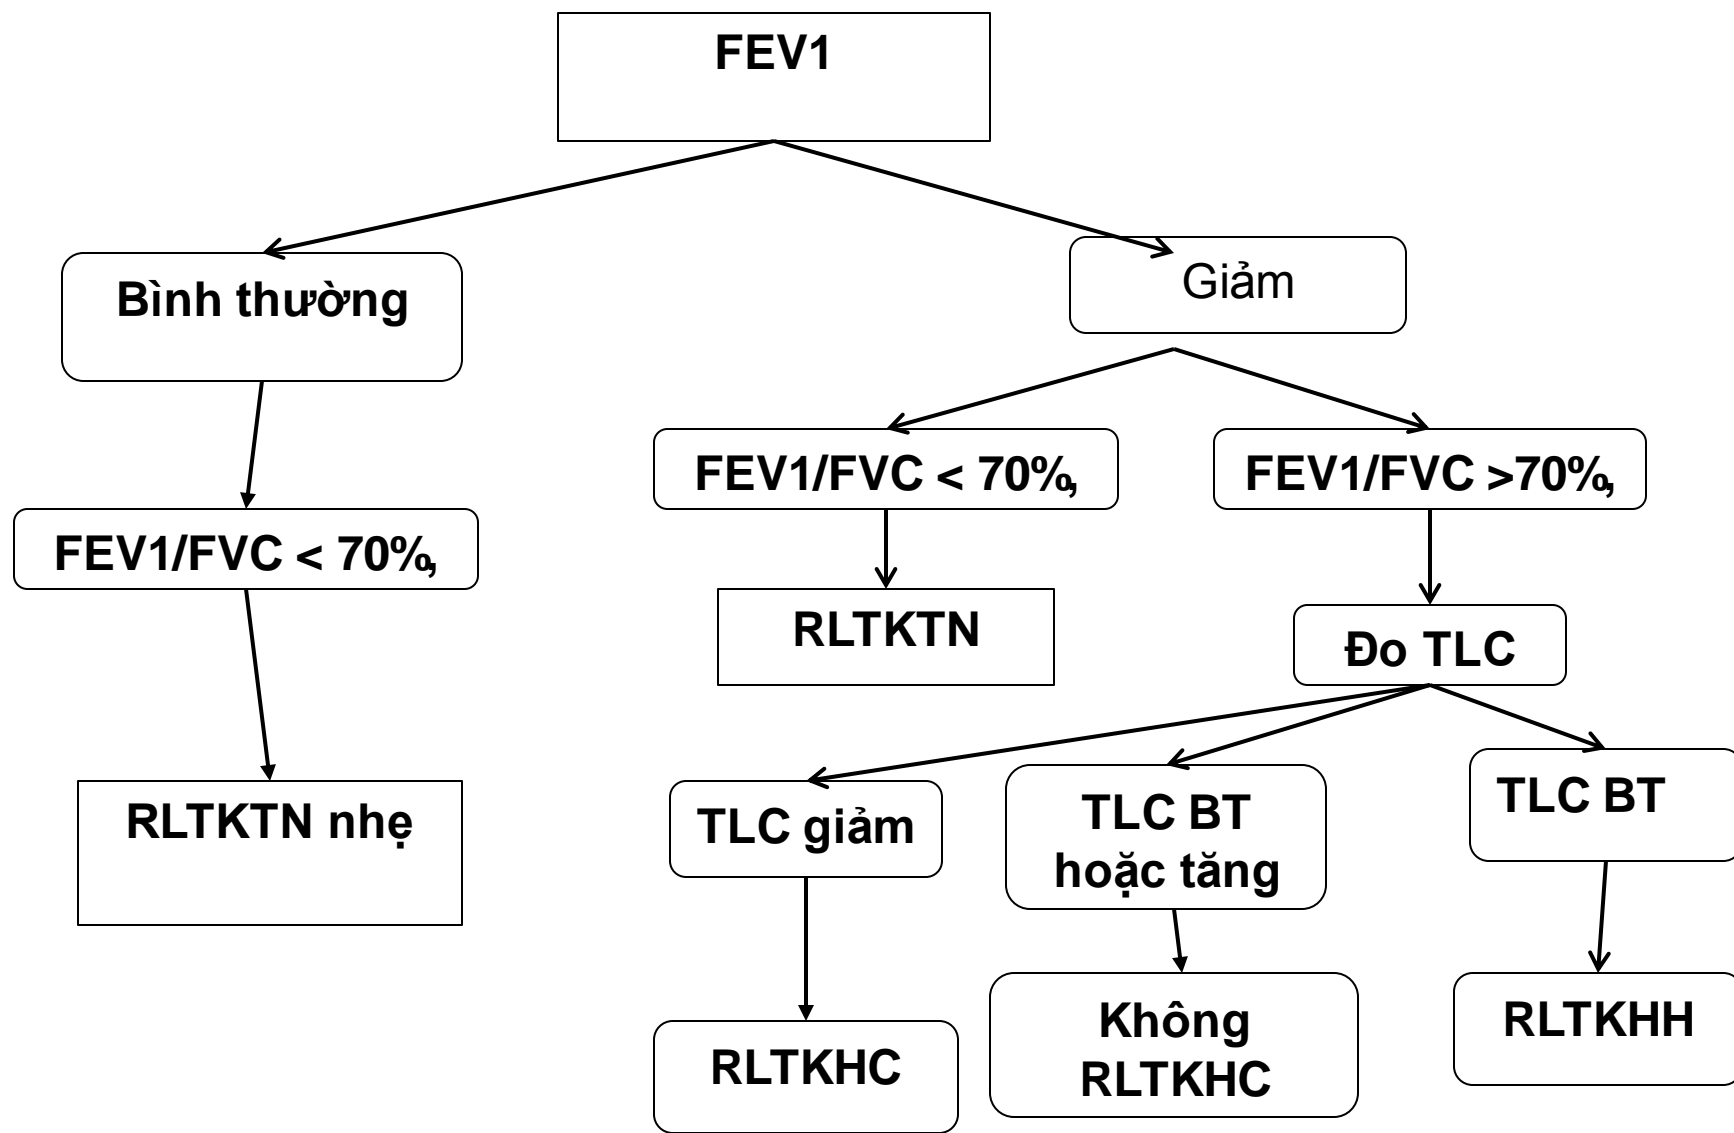 FEV1
Bình thường
Giảm
FEV1/FVC < 70%,
FEV1/FVC >70%,
FEV1/FVC < 70%,
RLTKTN
Đo TLC
RLTKTN nhẹ
TLC giảm
TLC BT
hoặc tăng
TLC BT
RLTKHC
Không
RLTKHC
RLTKHH